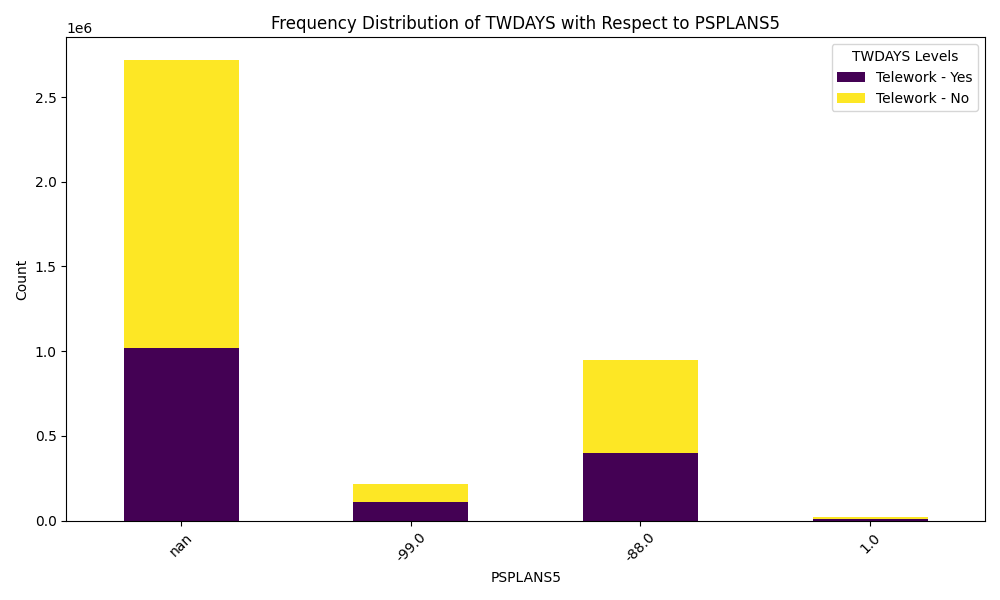 Frequency Distribution of TWDAYS with Respect to PSPLANS5
1e6
TWDAYS Levels
Telework - Yes
Telework - No
2.5
2.0
1.5
1.0
0.5
0.0
Count
nan
-99.0
-88.0
1.0
PSPLANS5